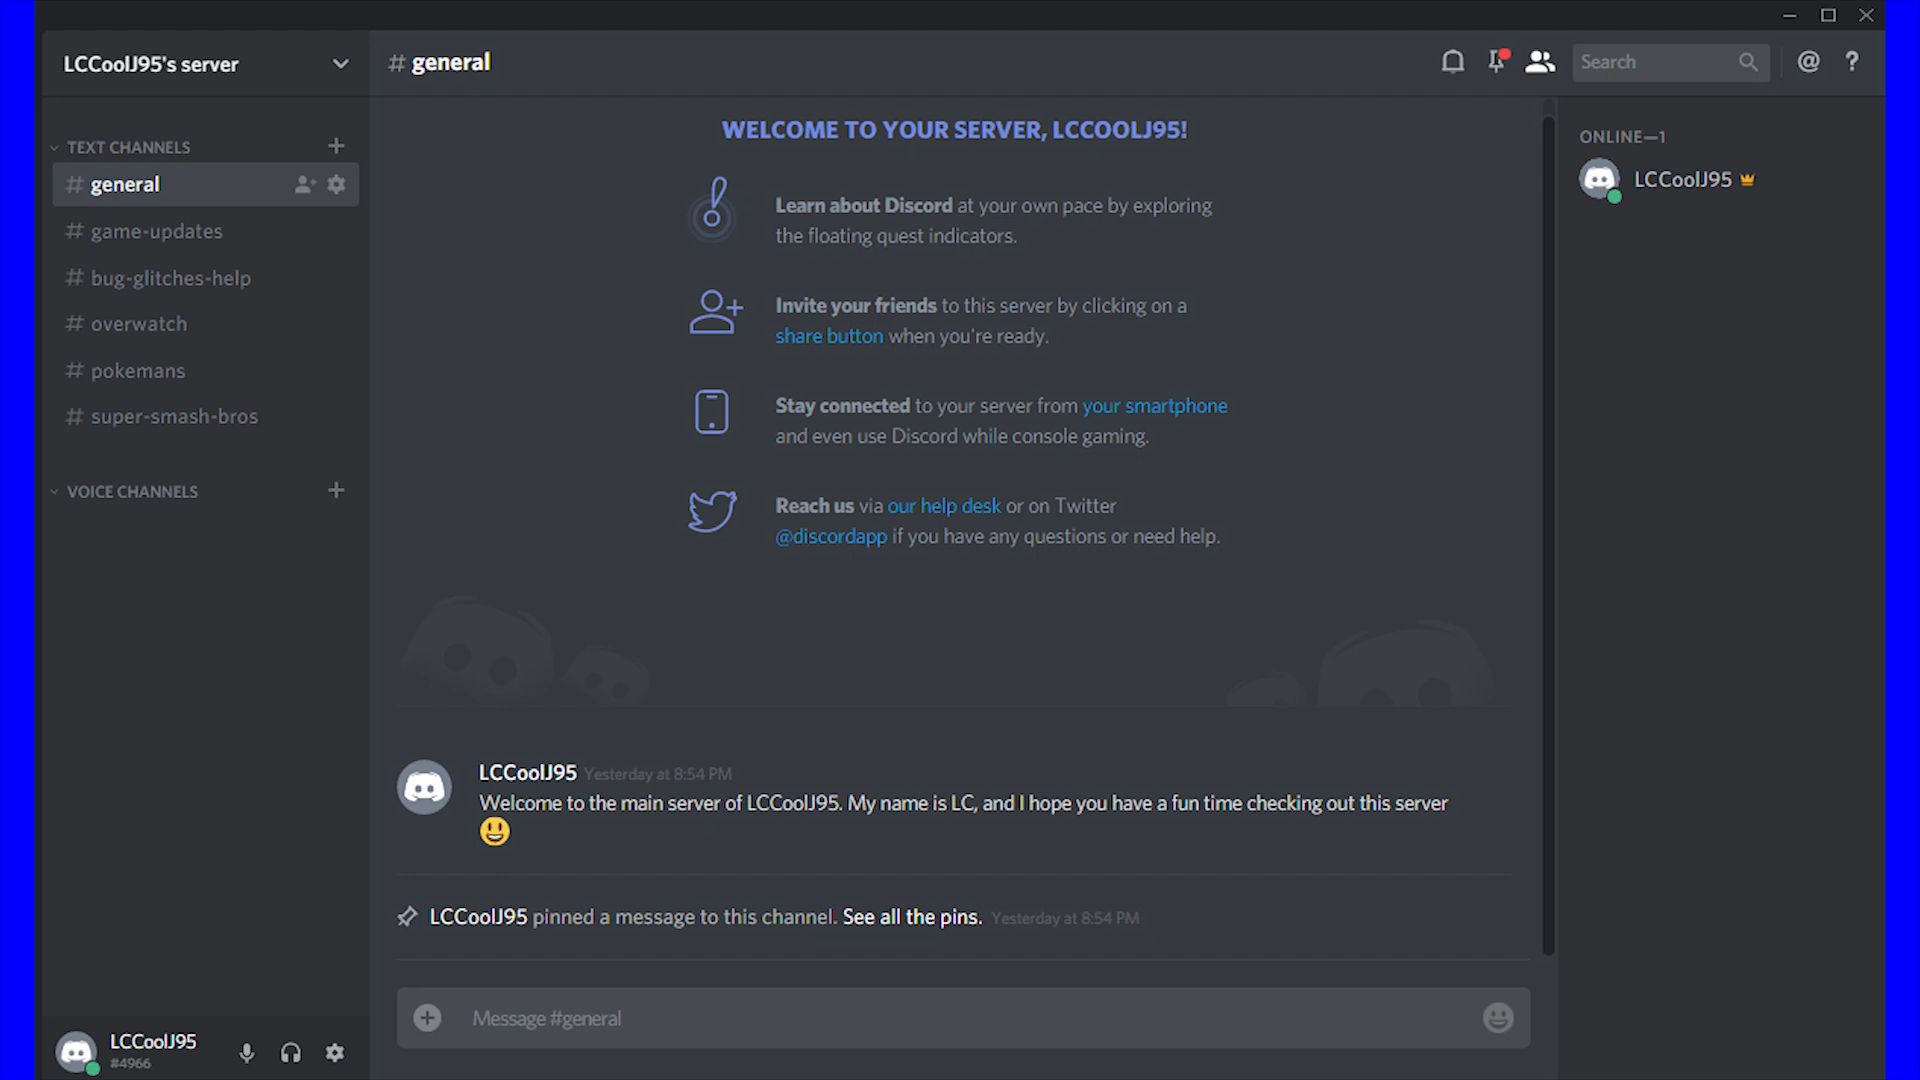 LCCoolJ95's server
# general
Search
@ ?
TEXT CHANNELS
# general
# game-updates
# bug-glitches-help
# overwatch
# pokemans
# super-smash-bros
VOICE CHANNELS
LCCoolJ95
#4966
WELCOME TO YOUR SERVER, LCCOOLJ95!
Learn about Discord at your own pace by exploring
the floating quest indicators.
Invite your friends to this server by clicking on a
share button when you're ready.
Stay connected to your server from your smartphone
and even use Discord while console gaming.
Reach us via our help desk or on Twitter
@discordapp if you have any questions or need help.
LCCoolJ95 Yesterday at 8:54 PM
Welcome to the main server of LCCoolJ95. My name is LC, and I hope you have a fun time checking out this server
LCCoolJ95 pinned a message to this channel. See all the pins. Yesterday at 8:54 PM
Message #general
ONLINE—1
LCCoolJ95